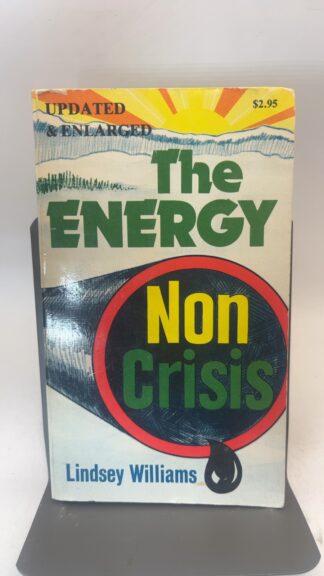 UPDATED
& ENLARGED
$2.95
The
ENERGY
Non
Crisis
Lindsey Williams